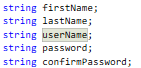 string firstName;
string lastName;
string userName;
string password;
string confirmPassword;